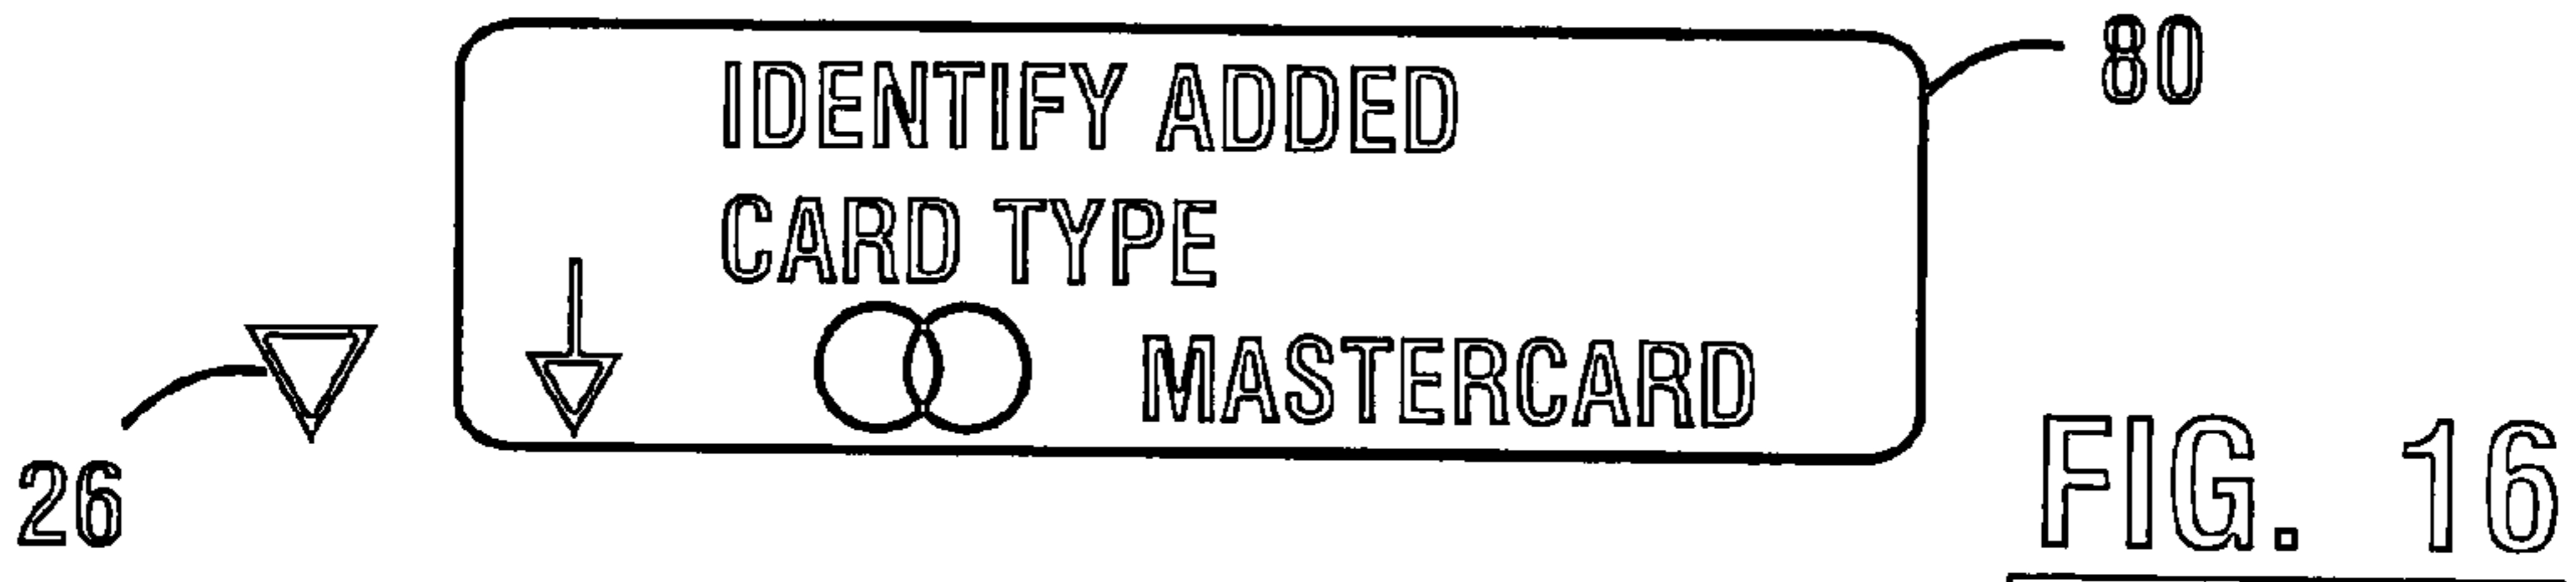 IDENTIFY ADDED
80
CARD TYPE
MASTERCARD
26
FIG. 16